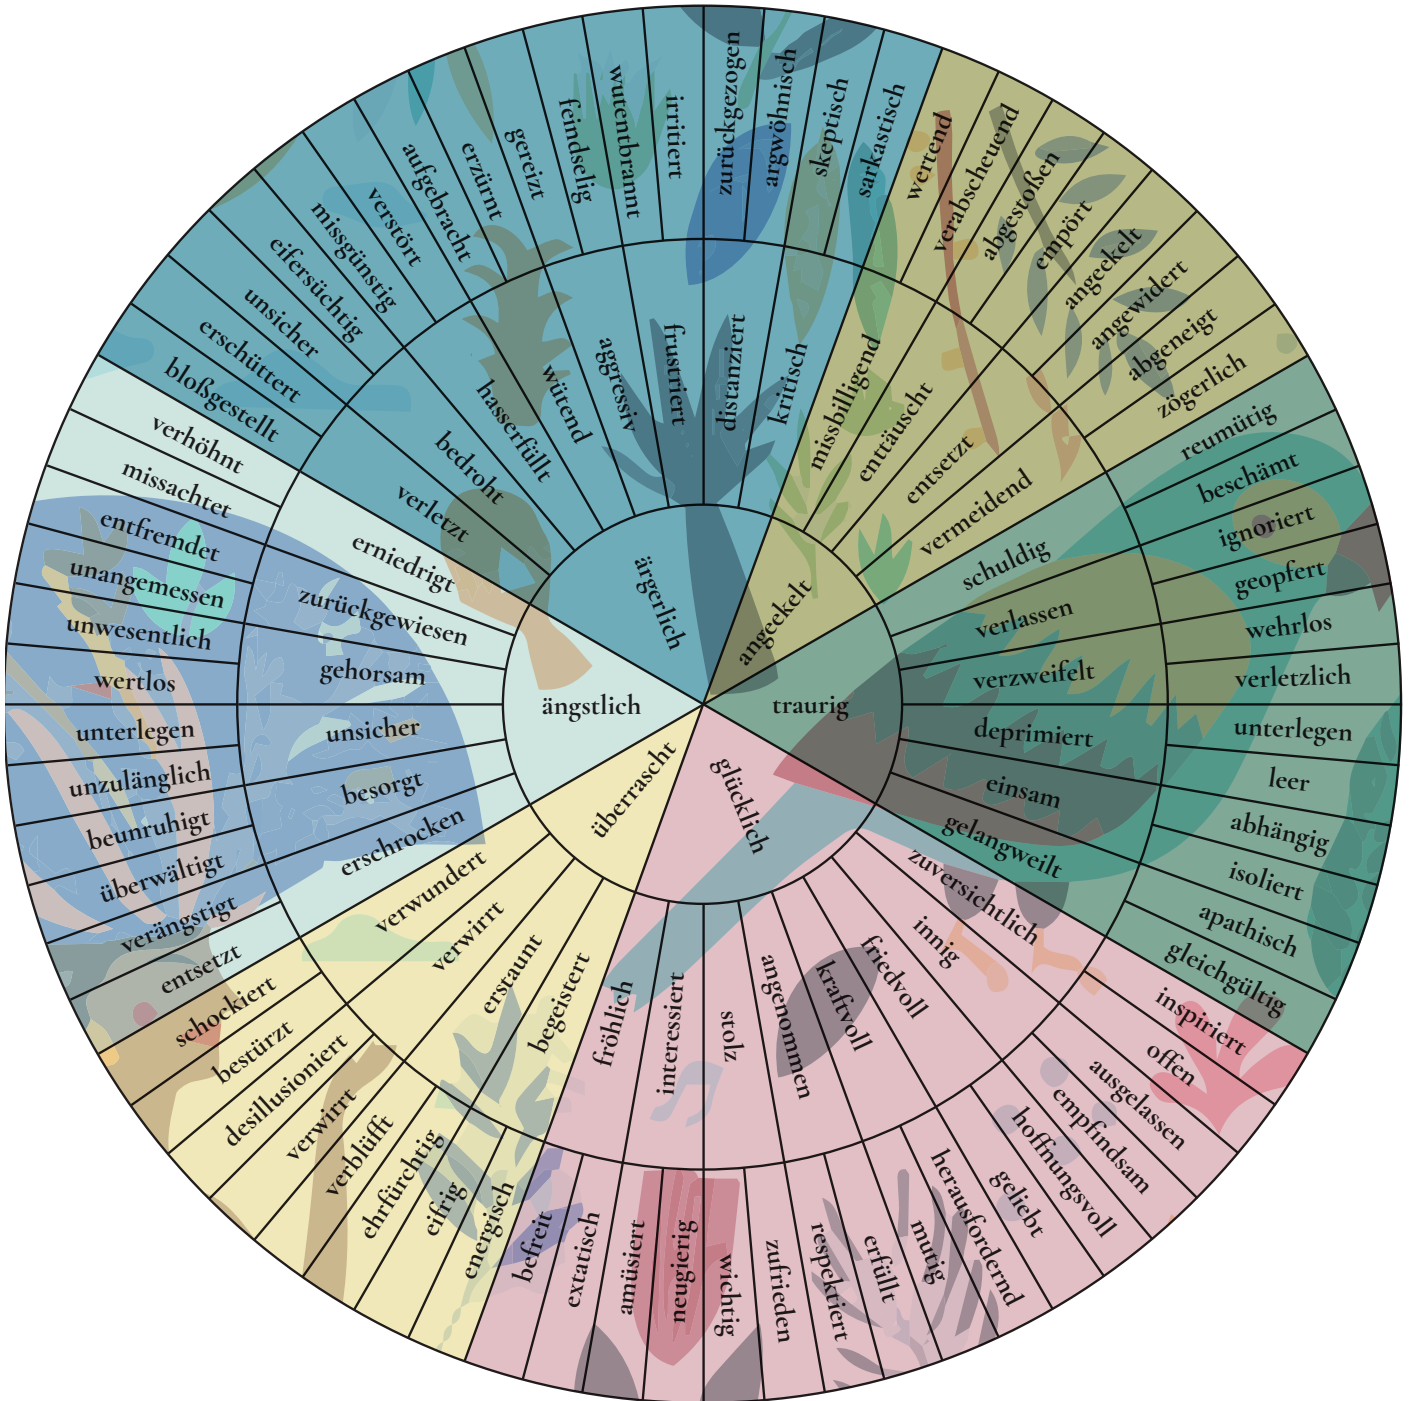 ärgerlich
angeekelt
traurig
glücklich
überrascht
ängstlich
verletzt
bedroht
hasserfüllt
wütend
aggressiv
frustriert
distanziert
kritisch
missbilligend
enttäuscht
entsetzt
vermeidend
schuldig
verlassen
verzweifelt
deprimiert
einsam
gelangweilt
zuversichtlich
innig
friedvoll
kraftvoll
angenommen
stolz
interessiert
fröhlich
begeistert
erstaunt
verwirrt
verwundert
erschrocken
besorgt
unsicher
gehorsam
zurückgewiesen
erniedrigt
bloßgestellt
erschüttert
unsicher
eifersüchtig
missgünstig
verstört
aufgebracht
erzürnt
gereizt
feindselig
wutentbrannt
irritiert
zurückgezogen
argwöhnisch
skeptisch
sarkastisch
wertend
verabscheuend
abgestoßen
empört
angeekelt
angewidert
abgeneigt
zögerlich
reumütig
beschämt
ignoriert
geopfert
wehrlos
verletzlich
unterlegen
leer
abhängig
isoliert
apathisch
gleichgültig
inspiriert
offen
ausgelassen
empfindsam
hoffnungsvoll
geliebt
herausfordernd
mutig
erfüllt
respektiert
zufrieden
wichtig
neugierig
amüsiert
extatisch
befreit
energisch
eifrig
ehrfürchtig
verblüfft
verwirrt
desillusioniert
bestürzt
schockiert
entsetzt
verängstigt
überwältigt
beunruhigt
unzulänglich
unterlegen
wertlos
unwesentlich
unangemessen
entfremdet
missachtet
verhöhnt